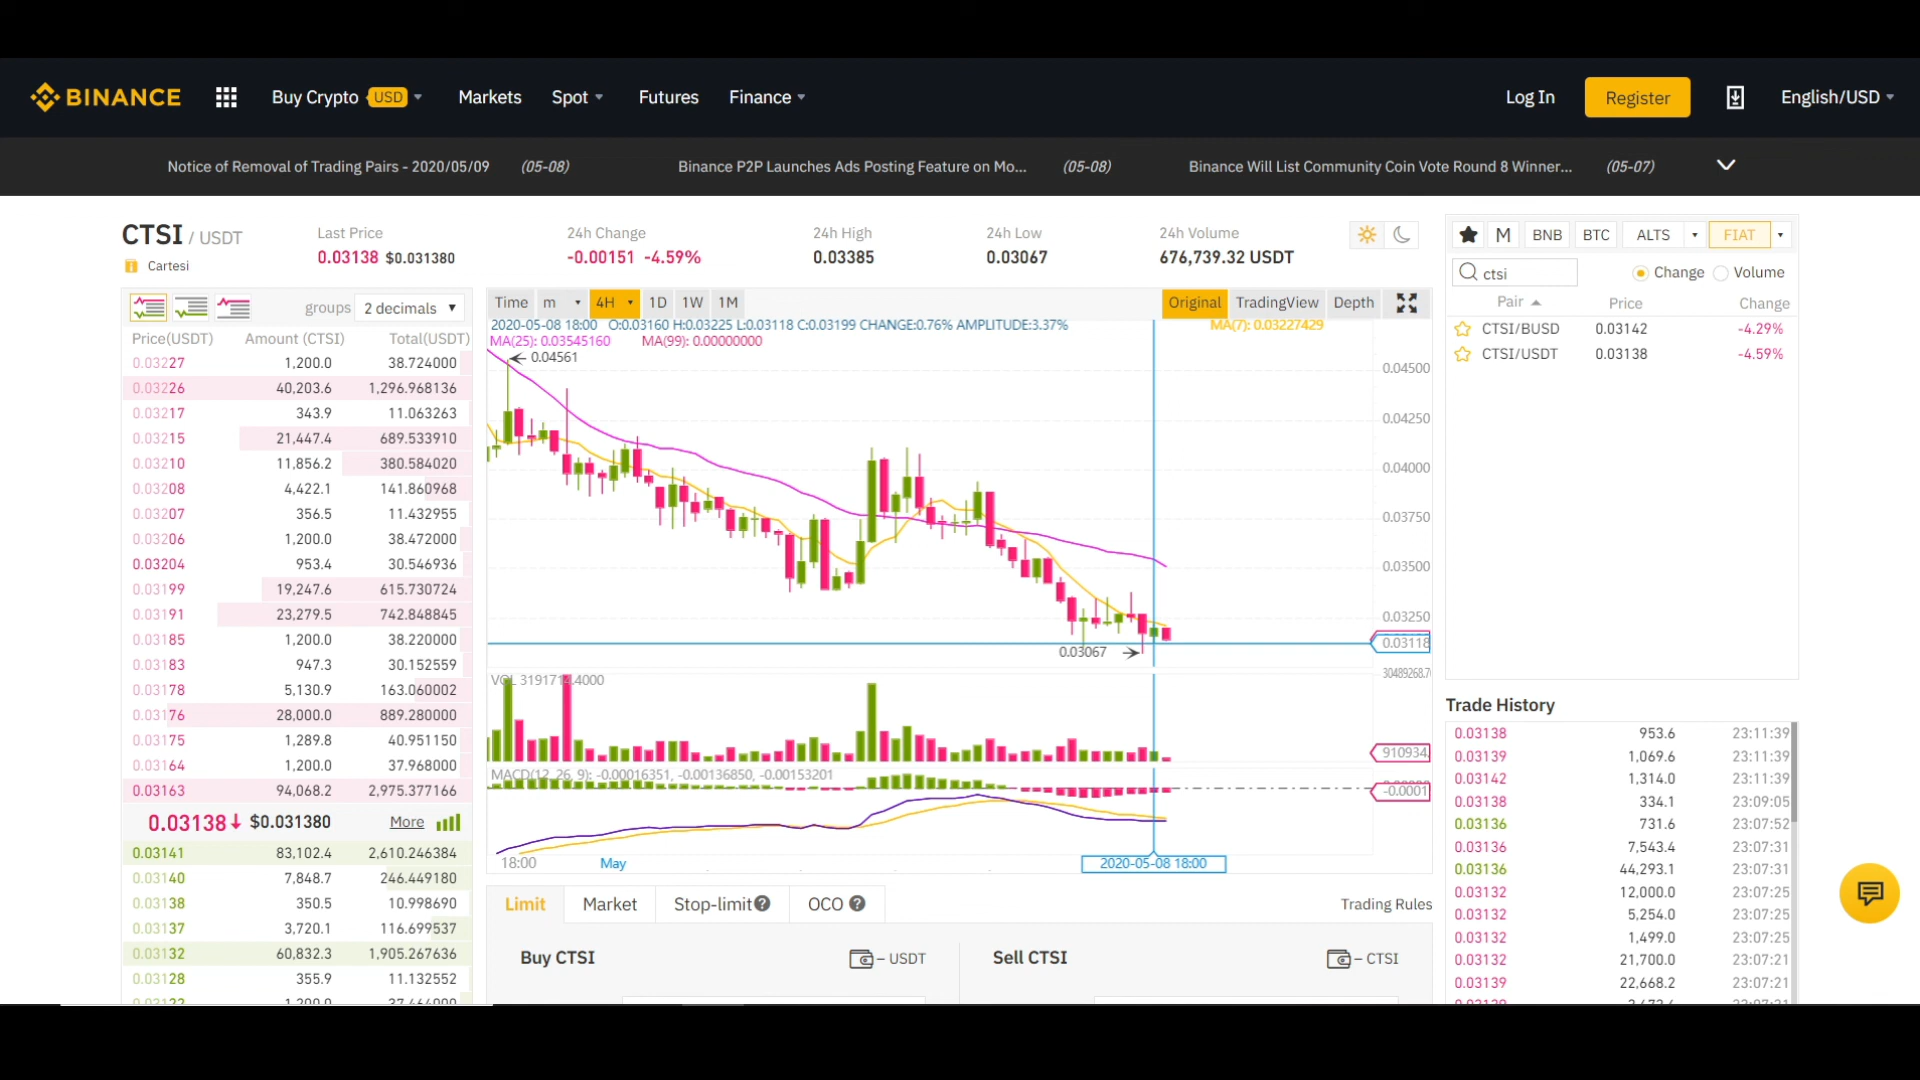 BINANCE
Buy Crypto USD
Markets
Spot
Futures
Finance
Log In
Register
English/USD
Notice of Removal of Trading Pairs - 2020/05/09 (05-08)
Binance P2P Launches Ads Posting Feature on Mo... (05-08)
Binance Will List Community Coin Vote Round 8 Winner... (05-07)
CTSI / USDT
Cartesi
Last Price
0.03138 $0.031380
24h Change
-0.00151 -4.59%
24h High
0.03385
24h Low
0.03067
24h Volume
676,739.32 USDT
groups 2 decimals
Price(USDT) Amount (CTSI) Total(USDT)
0.03227 1,200.0 38.724000
0.03226 40,203.6 1,296.968136
0.03217 343.9 11.063263
0.03215 21,447.4 689.533910
0.03210 11,856.2 380.584020
0.03208 4,422.1 141.860968
0.03207 356.5 11.432955
0.03206 1,200.0 38.472000
0.03204 953.4 30.546936
0.03199 19,247.6 615.730724
0.03191 23,279.5 742.848845
0.03185 1,200.0 38.220000
0.03183 947.3 30.152559
0.03178 5,130.9 163.060002
0.03176 28,000.0 889.280000
0.03175 1,289.8 40.951150
0.03164 1,200.0 37.968000
0.03163 94,068.2 2,975.377166
0.03138 $0.031380 More
0.03141 83,102.4 2,610.246384
0.03140 7,848.7 246.449180
0.03138 350.5 10.998690
0.03137 3,720.1 116.699537
0.03132 60,832.3 1,905.267636
0.03128 355.9 11.132552
Time m 4H 1D 1W 1M
Original TradingView Depth
2020-05-08 18:00 O:0.03160 H:0.03225 L:0.03118 C:0.03199 CHANGE:0.76% AMPLITUDE:3.37%
MA(7): 0.03227429
MA(25): 0.03545160 MA(99): 0.00000000
0.04561
0.04500
0.04250
0.04000
0.03750
0.03500
0.03250
0.03118
0.03067
VOL 3191714.4000
30489268.7
910934.
MACD(12, 26, 9): -0.00016351, -0.00136850, -0.00153201
-0.0001
18:00 May 2020-05-08 18:00
Limit Market Stop-limit OCO
Trading Rules
Buy CTSI – USDT
Sell CTSI – CTSI
M BNB BTC ALTS FIAT
ctsi
Change Volume
Pair Price Change
CTSI/BUSD 0.03142 -4.29%
CTSI/USDT 0.03138 -4.59%
Trade History
0.03138 953.6 23:11:39
0.03139 1,069.6 23:11:39
0.03142 1,314.0 23:11:39
0.03138 334.1 23:09:05
0.03136 731.6 23:07:52
0.03136 7,543.4 23:07:31
0.03136 44,293.1 23:07:31
0.03132 12,000.0 23:07:25
0.03132 5,254.0 23:07:25
0.03132 1,499.0 23:07:25
0.03132 21,700.0 23:07:21
0.03139 22,668.2 23:07:21